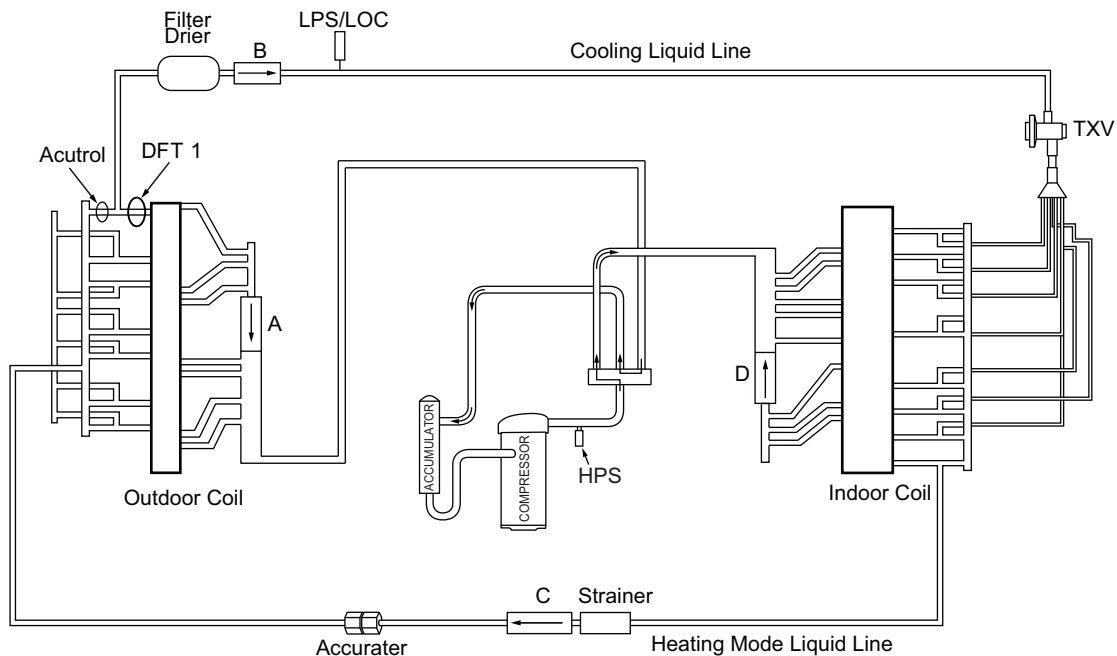 LPS/LOC
Filter
Drier
B
Cooling Liquid Line
TXV
Acutrol
DFT 1
A
D
ACCUMULATOR
COMPRESSOR
HPS
Outdoor Coil
Indoor Coil
C
Strainer
Accurater
Heating Mode Liquid Line